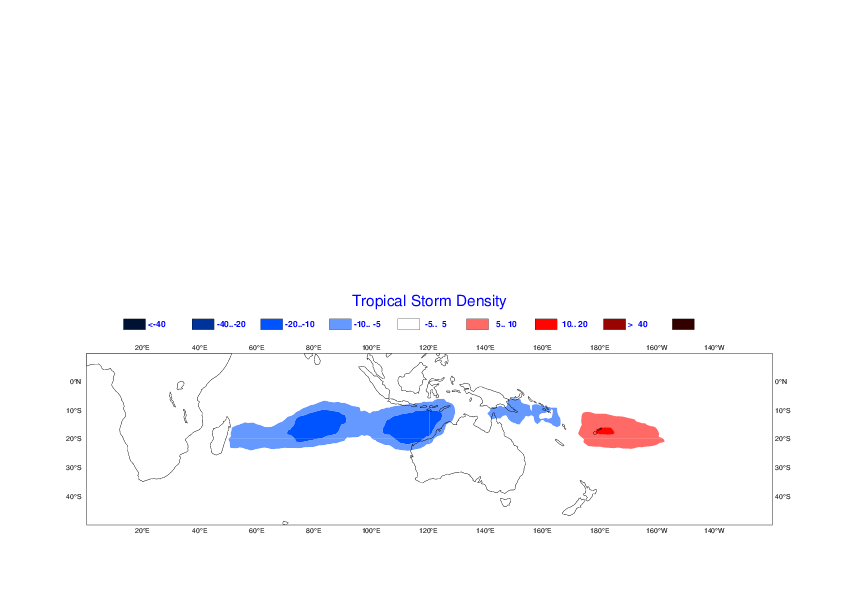 Tropical Storm Density
<-40 -40..-20 -20..-10 -10.. -5 -5.. 5 5.. 10 10.. 20 > 40
20°E 40°E 60°E 80°E 100°E 120°E 140°E 160°E 180°E 160°W 140°W
0°N 0°N
10°S 10°S
20°S 20°S
30°S 30°S
40°S 40°S
20°E 40°E 60°E 80°E 100°E 120°E 140°E 160°E 180°E 160°W 140°W